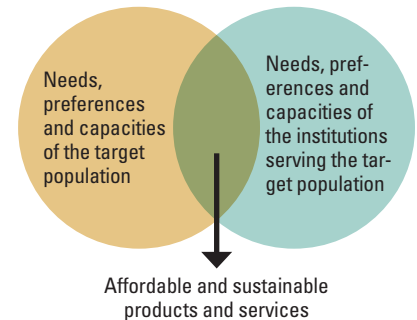 Needs,
preferences
and capacities
of the target
population
Needs, pref-
erences and
capacities of
the institutions
serving the tar-
get population
Affordable and sustainable
products and services